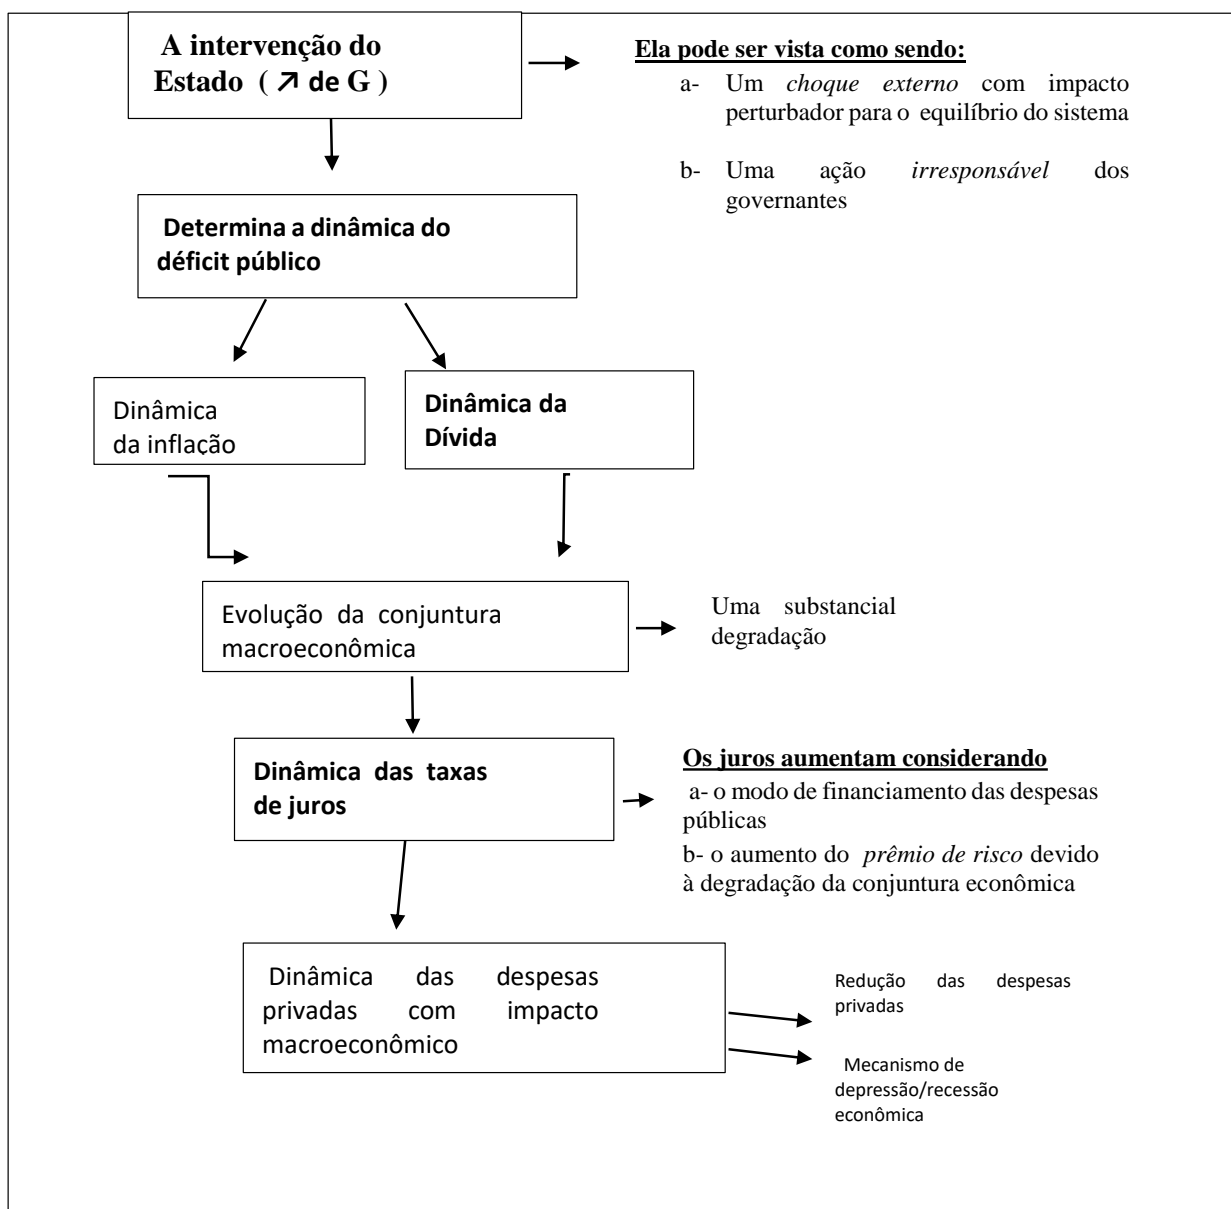 A intervenção do
Estado ( ↗ de G )
Ela pode ser vista como sendo:
a- Um choque externo com impacto
perturbador para o equilíbrio do sistema
b- Uma ação irresponsável dos
governantes
Determina a dinâmica do
déficit público
Dinâmica
da inflação
Dinâmica da
Dívida
Evolução da conjuntura
macroeconômica
Uma substancial
degradação
Dinâmica das taxas
de juros
Os juros aumentam considerando
a- o modo de financiamento das despesas
públicas
b- o aumento do prêmio de risco devido
à degradação da conjuntura econômica
Dinâmica das despesas
privadas com impacto
macroeconômico
Redução das despesas
privadas
Mecanismo de
depressão/recessão
econômica